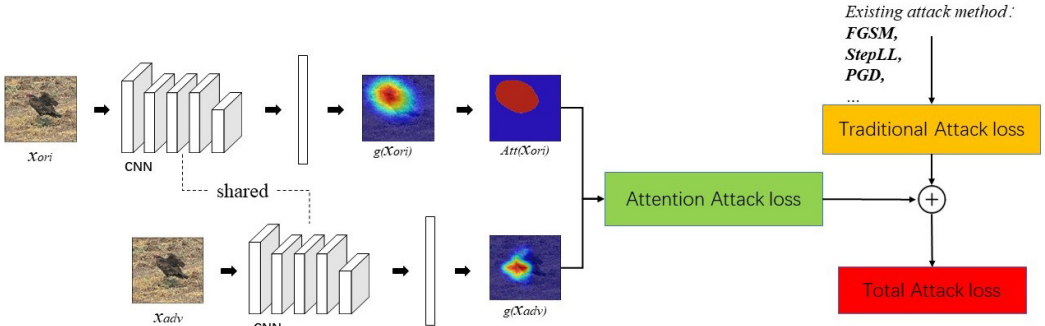 Existing attack method:
FGSM,
StepLL,
PGD,
...
Traditional Attack loss
Xori
CNN
g(Xori)
Att(Xori)
shared
Attention Attack loss
+
Xadv
CNN
g(Xadv)
Total Attack loss